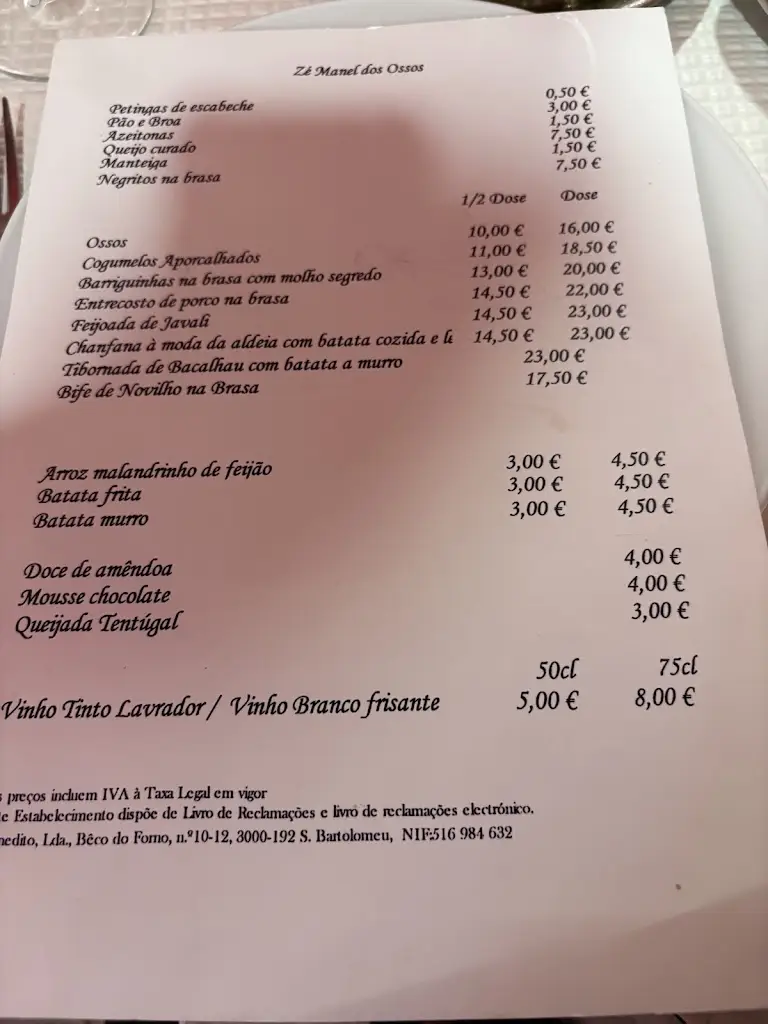 Zé Manel dos Ossos
Petingas de escabeche 0,50 €
Pão e Broa 3,00 €
Azeitonas 1,50 €
Queijo curado 7,50 €
Manteiga 1,50 €
Negritos na brasa 7,50 €
1/2 Dose Dose
Ossos 10,00 € 16,00 €
Cogumelos Aporcalhados 11,00 € 18,50 €
Barriguinhas na brasa com molho segredo 13,00 € 20,00 €
Entrecosto de porco na brasa 14,50 € 22,00 €
Feijoada de Javali 14,50 € 23,00 €
Chanfana à moda da aldeia com batata cozida e le 14,50 € 23,00 €
Tibornada de Bacalhau com batata a murro 23,00 €
Bife de Novilho na Brasa 17,50 €
Arroz malandrinho de feijão 3,00 € 4,50 €
Batata frita 3,00 € 4,50 €
Batata murro 3,00 € 4,50 €
Doce de amêndoa 4,00 €
Mousse chocolate 4,00 €
Queijada Tentúgal 3,00 €
50cl 75cl
Vinho Tinto Lavrador / Vinho Branco frisante 5,00 € 8,00 €
s preços incluem IVA à Taxa Legal em vigor
te Estabelecimento dispõe de Livro de Reclamações e livro de reclamações electrónico.
nedito, Lda., Bêco do Forno, n.º10-12, 3000-192 S. Bartolomeu, NIF:516 984 632